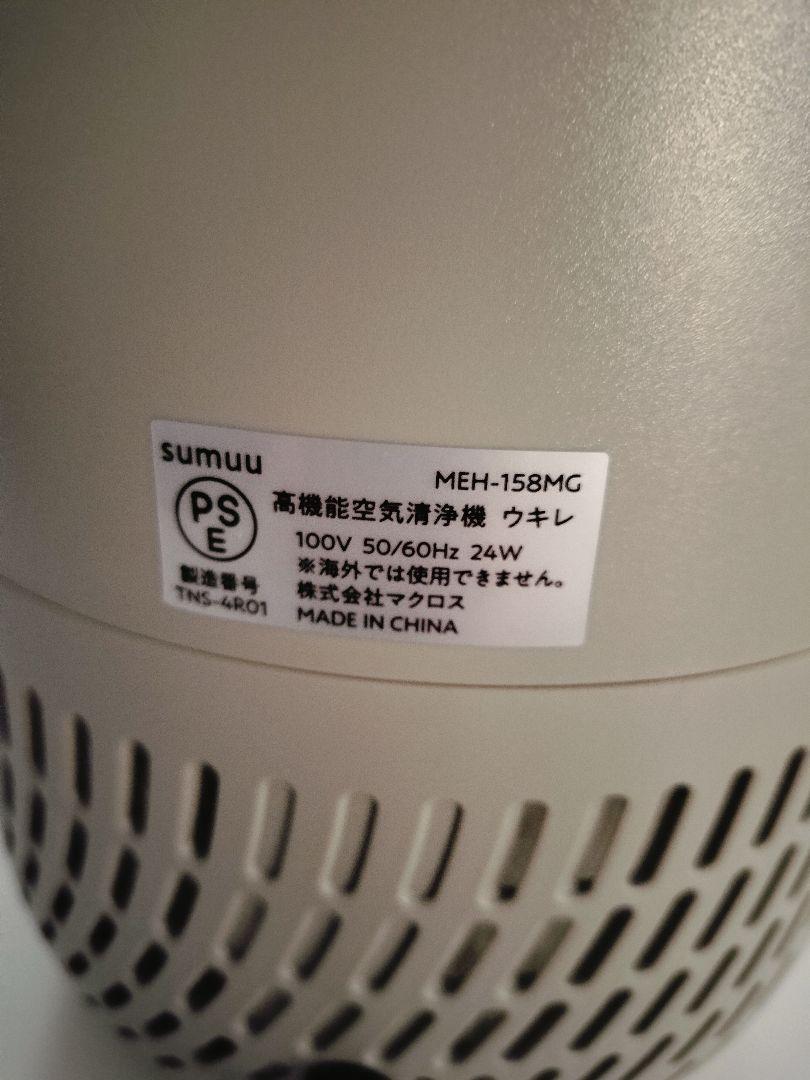 sumuu
MEH-158MG
PS
E
高機能空気清浄機 ウキレ
100V 50/60Hz 24W
※海外では使用できません。
製造番号
TNS-4R01
株式会社マクロス
MADE IN CHINA